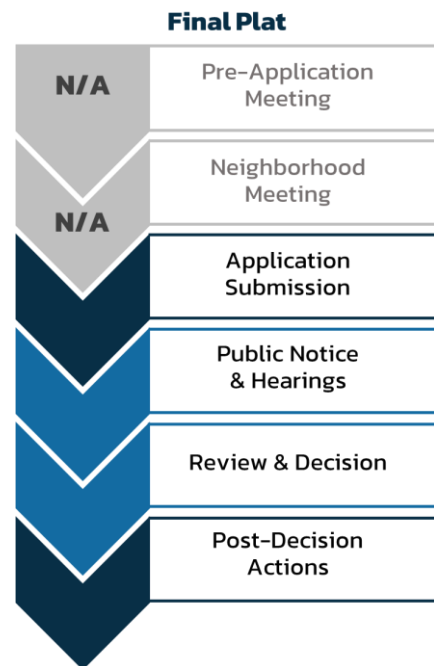 Final Plat
N/A
Pre-Application
Meeting
N/A
Neighborhood
Meeting
Application
Submission
Public Notice
& Hearings
Review & Decision
Post-Decision
Actions